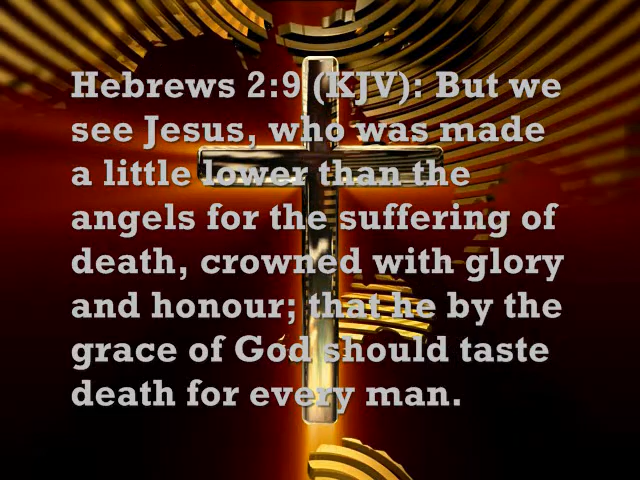 Hebrews 2:9 (KJV): But we
see Jesus, who was made
a little lower than the
angels for the suffering of
death, crowned with glory
and honour; that he by the
grace of God should taste
death for every man.